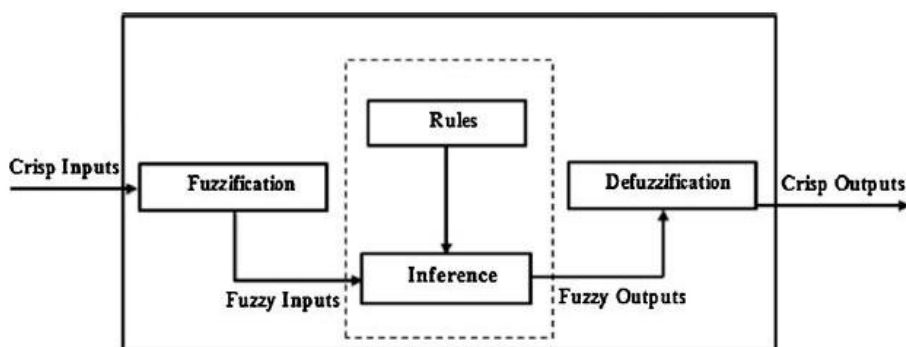 Rules
Crisp Inputs
Fuzzification
Defuzzification
Crisp Outputs
Inference
Fuzzy Inputs
Fuzzy Outputs